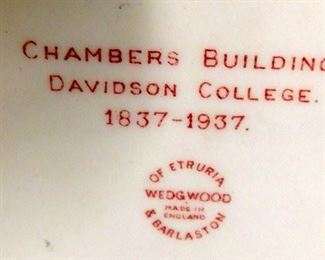 CHAMBERS BUILDING
DAVIDSON COLLEGE.
1837-1937.
OF ETRURIA
WEDGWOOD
MADE IN
ENGLAND
& BARLASTON